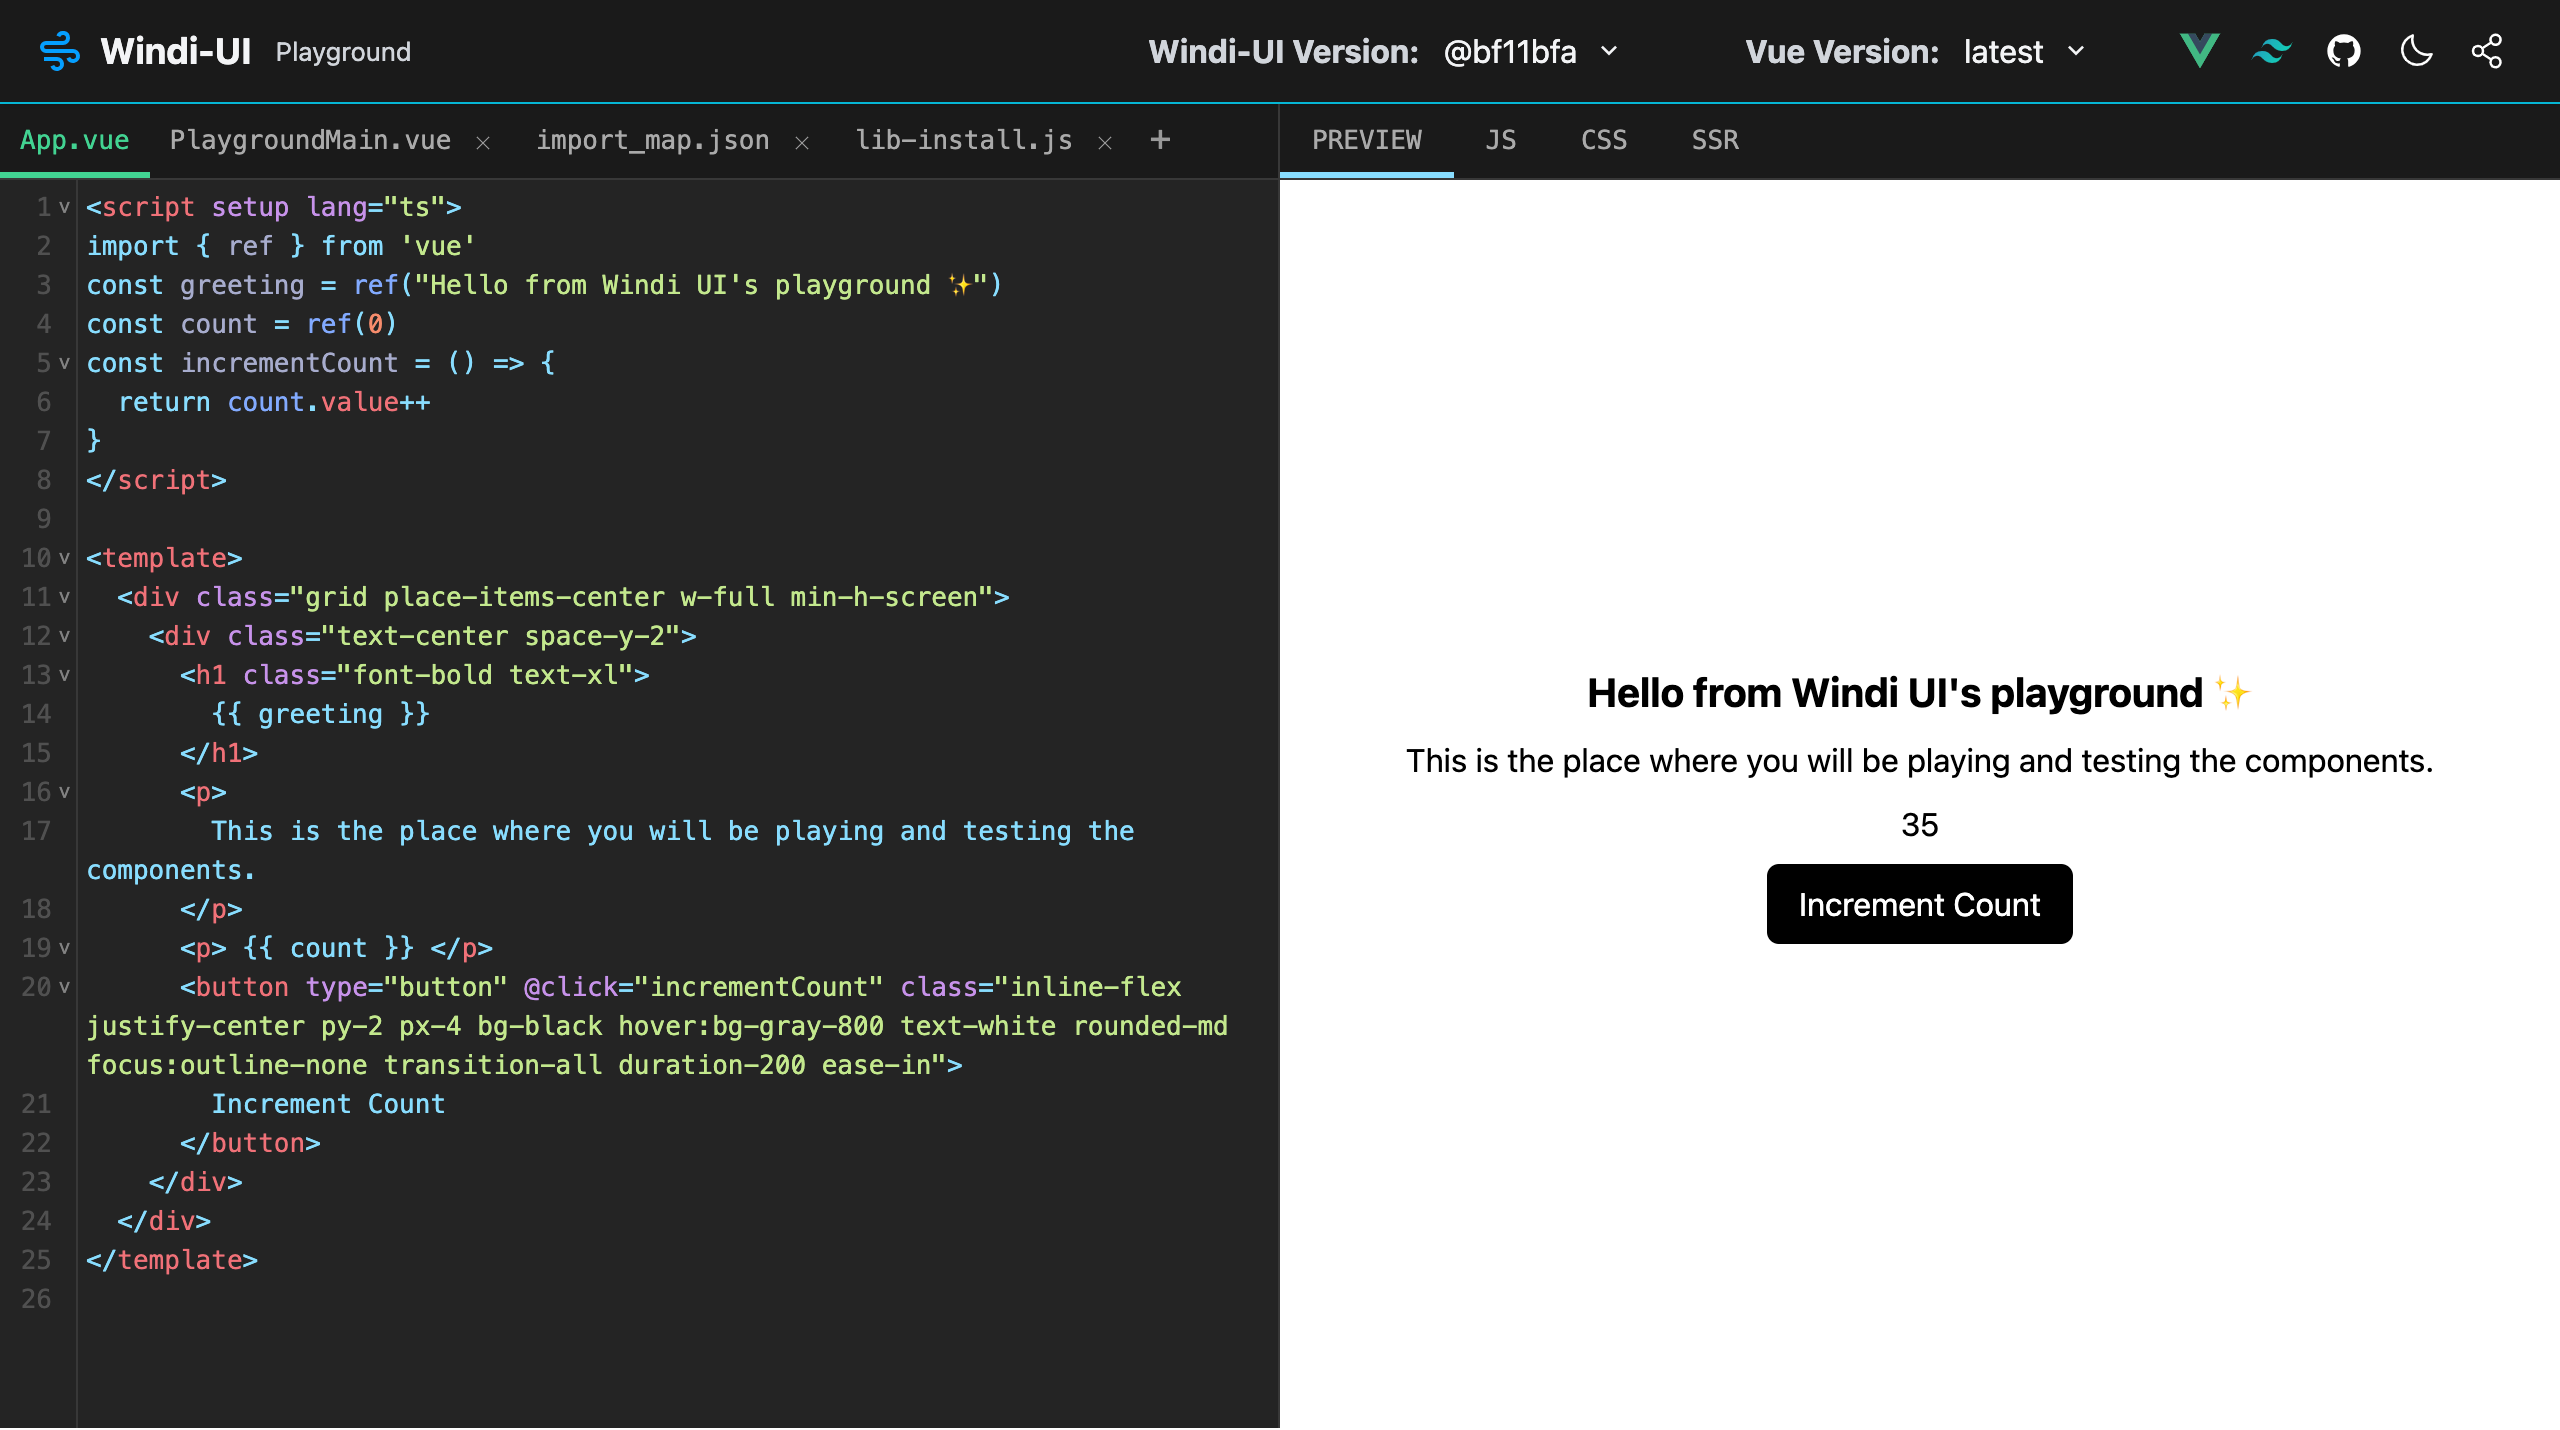 Windi-UI Playground Windi-UI Version: @bf11bfa Vue Version: latest
App.vue PlaygroundMain.vue × import_map.json × lib-install.js × +
PREVIEW JS CSS SSR
1 <script setup lang="ts">
2 import { ref } from 'vue'
3 const greeting = ref("Hello from Windi UI's playground ✨")
4 const count = ref(0)
5 const incrementCount = () => {
6   return count.value++
7 }
8 </script>
9
10 <template>
11   <div class="grid place-items-center w-full min-h-screen">
12     <div class="text-center space-y-2">
13       <h1 class="font-bold text-xl">
14         {{ greeting }}
15       </h1>
16       <p>
17         This is the place where you will be playing and testing the
components.
18       </p>
19       <p> {{ count }} </p>
20       <button type="button" @click="incrementCount" class="inline-flex
justify-center py-2 px-4 bg-black hover:bg-gray-800 text-white rounded-md
focus:outline-none transition-all duration-200 ease-in">
21         Increment Count
22       </button>
23     </div>
24   </div>
25 </template>
26
Hello from Windi UI's playground ✨
This is the place where you will be playing and testing the components.
35
Increment Count